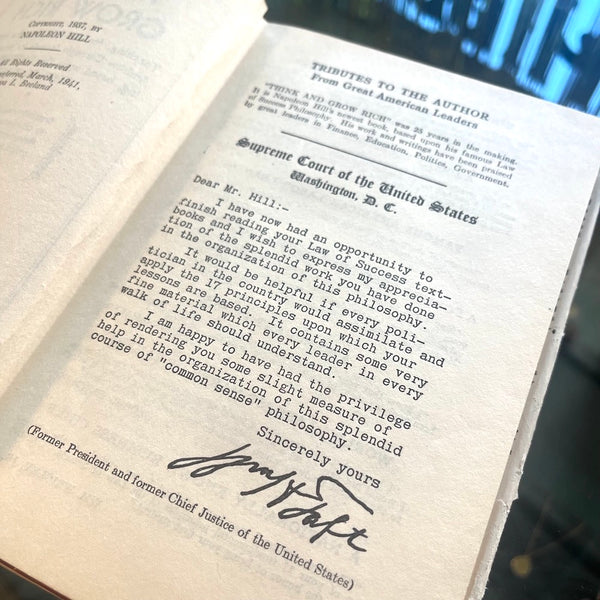 Copyright, 1937, by
NAPOLEON HILL
All Rights Reserved
March, 1941,
Breland
TRIBUTES TO THE AUTHOR
From Great American Leaders
"THINK AND GROW RICH" was 25 years in the making.
It is Napoleon Hill's newest book, based upon his famous Law
of Success Philosophy. His work and writings have been praised
by great leaders in Finance, Education, Politics, Government.
Supreme Court of the United States
Washington, D. C.
Dear Mr. Hill:-
I have now had an opportunity to
finish reading your Law of Success text-
books and I wish to express my apprecia-
tion of the splendid work you have done
in the organization of this philosophy.
It would be helpful if every poli-
tician in the country would assimilate and
apply the 17 principles upon which your
lessons are based. It contains some very
fine material which every leader in every
walk of life should understand.
I am happy to have had the privilege
of rendering you some slight measure of
help in the organization of this splendid
course of "common sense" philosophy.
Sincerely yours
Wm H Taft
(Former President and former Chief Justice of the United States)